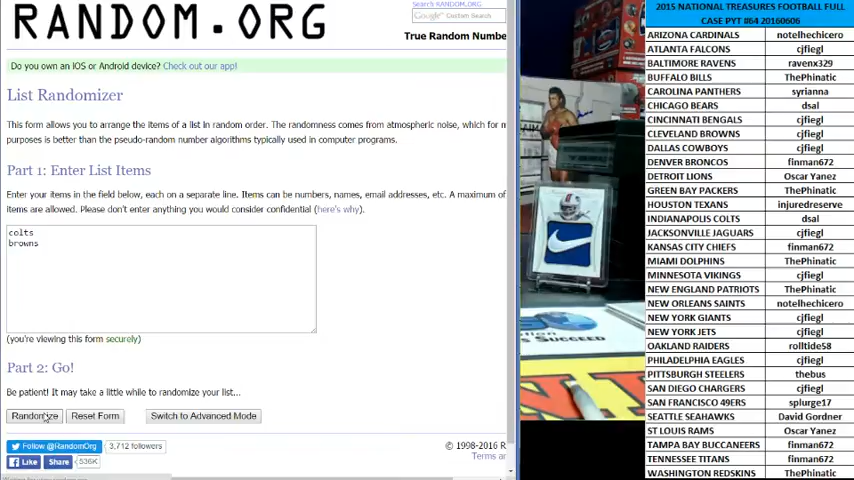 RANDOM.ORG
Search RANDOM.ORG
Google™ Custom Search
True Random Numbe
Do you own an iOS or Android device? Check out our app!
List Randomizer
This form allows you to arrange the items of a list in random order. The randomness comes from atmospheric noise, which for m
purposes is better than the pseudo-random number algorithms typically used in computer programs.
Part 1: Enter List Items
Enter your items in the field below, each on a separate line. Items can be numbers, names, email addresses, etc. A maximum of
items are allowed. Please don't enter anything you would consider confidential (here's why).
colts
browns
(you're viewing this form securely)
Part 2: Go!
Be patient! It may take a little while to randomize your list...
Randomize
Reset Form
Switch to Advanced Mode
Follow @RandomOrg
3,712 followers
Like
Share
536K
© 1998-2016 R
Terms ar
SUCCEED
2015 NATIONAL TREASURES FOOTBALL FULL
CASE PYT #64 20160606
ARIZONA CARDINALS notelhechicero
ATLANTA FALCONS cjfiegl
BALTIMORE RAVENS ravenx329
BUFFALO BILLS ThePhinatic
CAROLINA PANTHERS syrianna
CHICAGO BEARS dsal
CINCINNATI BENGALS cjfiegl
CLEVELAND BROWNS cjfiegl
DALLAS COWBOYS cjfiegl
DENVER BRONCOS finman672
DETROIT LIONS Oscar Yanez
GREEN BAY PACKERS ThePhinatic
HOUSTON TEXANS injuredreserve
INDIANAPOLIS COLTS dsal
JACKSONVILLE JAGUARS cjfiegl
KANSAS CITY CHIEFS finman672
MIAMI DOLPHINS ThePhinatic
MINNESOTA VIKINGS cjfiegl
NEW ENGLAND PATRIOTS ThePhinatic
NEW ORLEANS SAINTS notelhechicero
NEW YORK GIANTS cjfiegl
NEW YORK JETS cjfiegl
OAKLAND RAIDERS rolltide58
PHILADELPHIA EAGLES cjfiegl
PITTSBURGH STEELERS thebus
SAN DIEGO CHARGERS cjfiegl
SAN FRANCISCO 49ERS splurge17
SEATTLE SEAHAWKS David Gordner
ST LOUIS RAMS Oscar Yanez
TAMPA BAY BUCCANEERS finman672
TENNESSEE TITANS finman672
WASHINGTON REDSKINS ThePhinatic